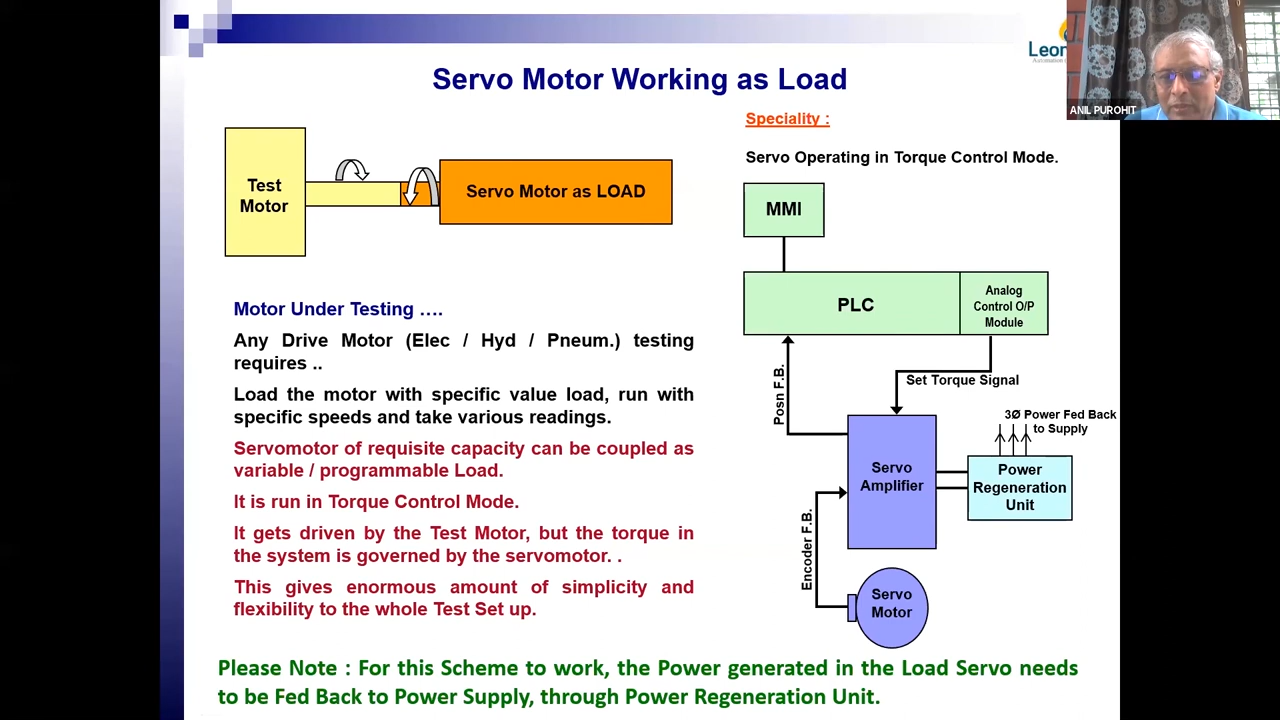 Servo Motor Working as Load
ANIL PUROHIT
Test
Motor
Servo Motor as LOAD
Motor Under Testing ….
Any Drive Motor (Elec / Hyd / Pneum.) testing
requires ..
Load the motor with specific value load, run with
specific speeds and take various readings.
Servomotor of requisite capacity can be coupled as
variable / programmable Load.
It is run in Torque Control Mode.
It gets driven by the Test Motor, but the torque in
the system is governed by the servomotor. .
This gives enormous amount of simplicity and
flexibility to the whole Test Set up.
Speciality :
Servo Operating in Torque Control Mode.
MMI
PLC
Analog
Control O/P
Module
Posn F.B.
Set Torque Signal
3Ø Power Fed Back
to Supply
Servo
Amplifier
Power
Regeneration
Unit
Encoder F.B.
Servo
Motor
Please Note : For this Scheme to work, the Power generated in the Load Servo needs
to be Fed Back to Power Supply, through Power Regeneration Unit.